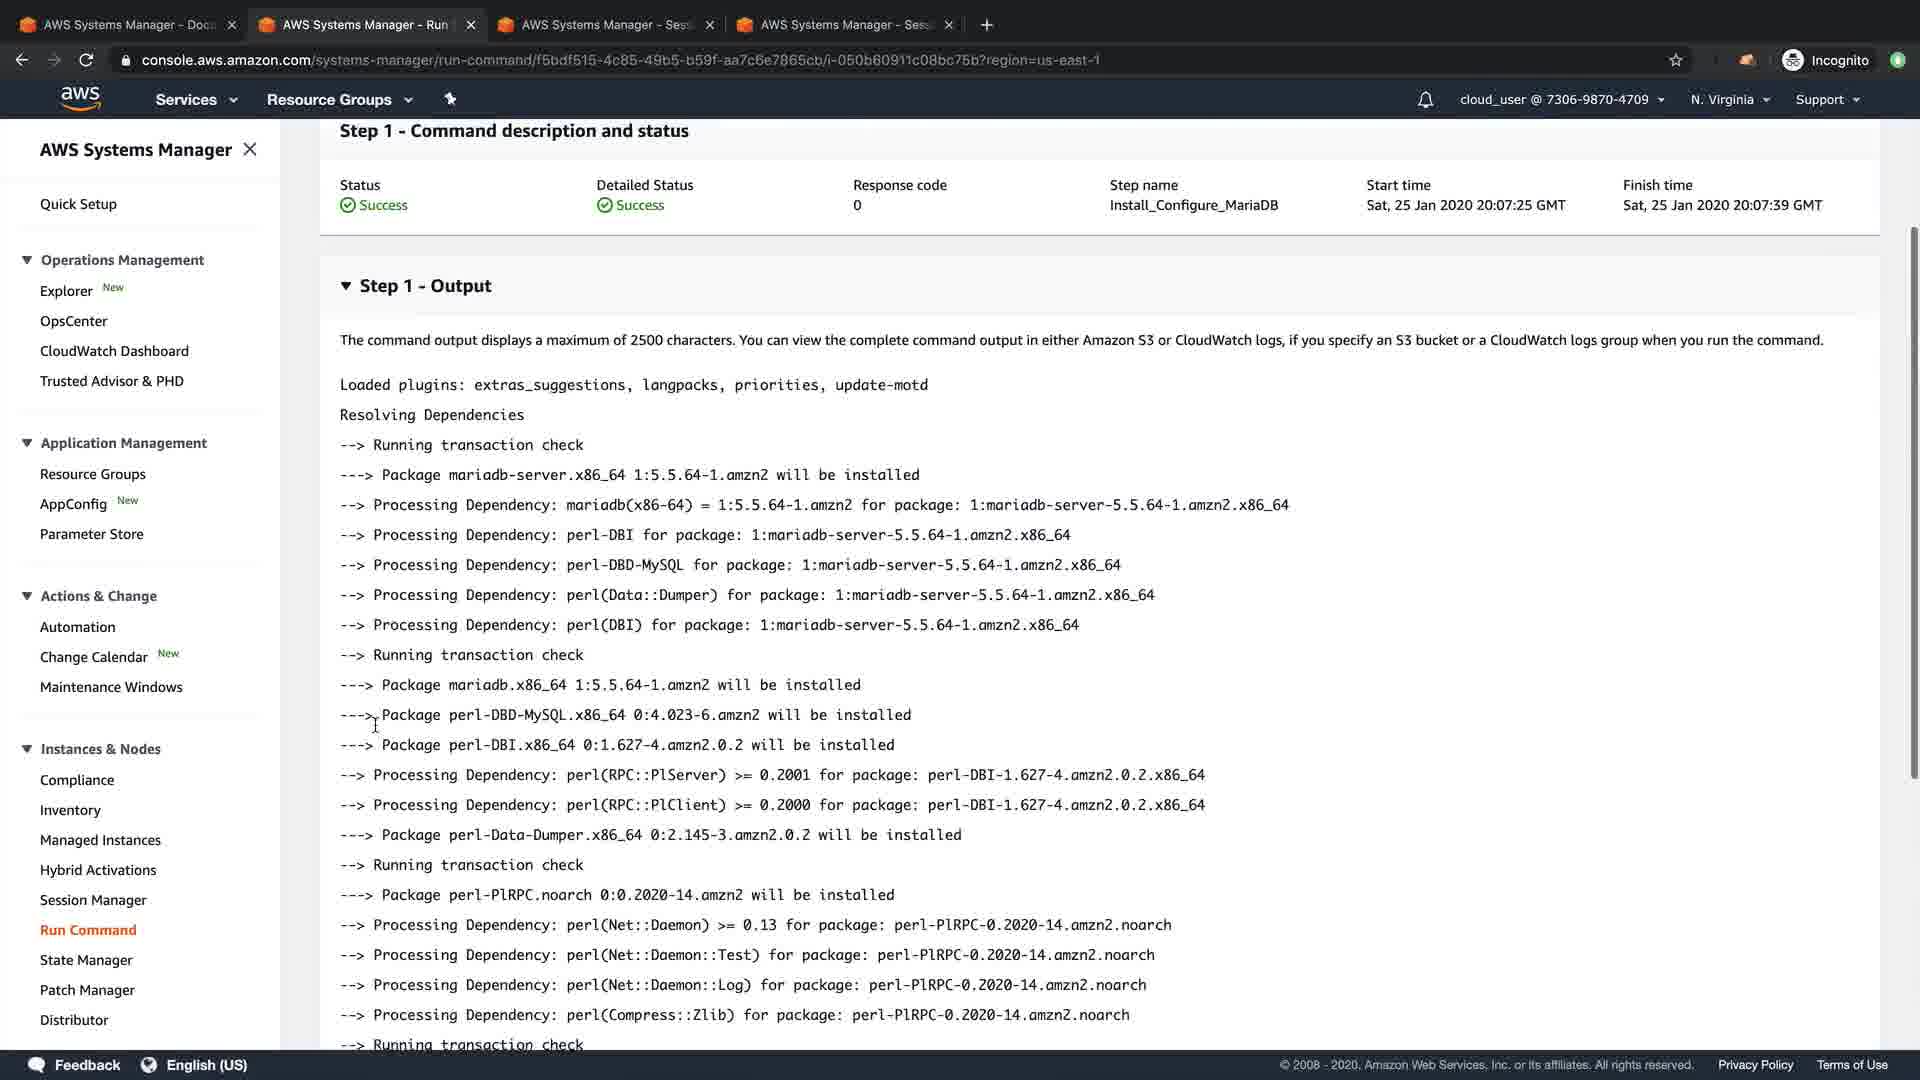 AWS Systems Manager - Docu
AWS Systems Manager - Run
AWS Systems Manager - Sess
AWS Systems Manager - Sess
console.aws.amazon.com/systems-manager/run-command/f5bdf515-4c85-49b5-b59f-aa7c6e7865cb/i-050b60911c08bc75b?region=us-east-1
Incognito
aws
Services
Resource Groups
cloud_user @ 7306-9870-4709
N. Virginia
Support
AWS Systems Manager
Quick Setup
Operations Management
Explorer New
OpsCenter
CloudWatch Dashboard
Trusted Advisor & PHD
Application Management
Resource Groups
AppConfig New
Parameter Store
Actions & Change
Automation
Change Calendar New
Maintenance Windows
Instances & Nodes
Compliance
Inventory
Managed Instances
Hybrid Activations
Session Manager
Run Command
State Manager
Patch Manager
Distributor
Step 1 - Command description and status
Status
Success
Detailed Status
Success
Response code
0
Step name
Install_Configure_MariaDB
Start time
Sat, 25 Jan 2020 20:07:25 GMT
Finish time
Sat, 25 Jan 2020 20:07:39 GMT
Step 1 - Output
The command output displays a maximum of 2500 characters. You can view the complete command output in either Amazon S3 or CloudWatch logs, if you specify an S3 bucket or a CloudWatch logs group when you run the command.
Loaded plugins: extras_suggestions, langpacks, priorities, update-motd
Resolving Dependencies
--> Running transaction check
---> Package mariadb-server.x86_64 1:5.5.64-1.amzn2 will be installed
--> Processing Dependency: mariadb(x86-64) = 1:5.5.64-1.amzn2 for package: 1:mariadb-server-5.5.64-1.amzn2.x86_64
--> Processing Dependency: perl-DBI for package: 1:mariadb-server-5.5.64-1.amzn2.x86_64
--> Processing Dependency: perl-DBD-MySQL for package: 1:mariadb-server-5.5.64-1.amzn2.x86_64
--> Processing Dependency: perl(Data::Dumper) for package: 1:mariadb-server-5.5.64-1.amzn2.x86_64
--> Processing Dependency: perl(DBI) for package: 1:mariadb-server-5.5.64-1.amzn2.x86_64
--> Running transaction check
---> Package mariadb.x86_64 1:5.5.64-1.amzn2 will be installed
---> Package perl-DBD-MySQL.x86_64 0:4.023-6.amzn2 will be installed
---> Package perl-DBI.x86_64 0:1.627-4.amzn2.0.2 will be installed
--> Processing Dependency: perl(RPC::PlServer) >= 0.2001 for package: perl-DBI-1.627-4.amzn2.0.2.x86_64
--> Processing Dependency: perl(RPC::PlClient) >= 0.2000 for package: perl-DBI-1.627-4.amzn2.0.2.x86_64
---> Package perl-Data-Dumper.x86_64 0:2.145-3.amzn2.0.2 will be installed
--> Running transaction check
---> Package perl-PlRPC.noarch 0:0.2020-14.amzn2 will be installed
--> Processing Dependency: perl(Net::Daemon) >= 0.13 for package: perl-PlRPC-0.2020-14.amzn2.noarch
--> Processing Dependency: perl(Net::Daemon::Test) for package: perl-PlRPC-0.2020-14.amzn2.noarch
--> Processing Dependency: perl(Net::Daemon::Log) for package: perl-PlRPC-0.2020-14.amzn2.noarch
--> Processing Dependency: perl(Compress::Zlib) for package: perl-PlRPC-0.2020-14.amzn2.noarch
--> Running transaction check
Feedback
English (US)
© 2008 - 2020, Amazon Web Services, Inc. or its affiliates. All rights reserved.
Privacy Policy
Terms of Use